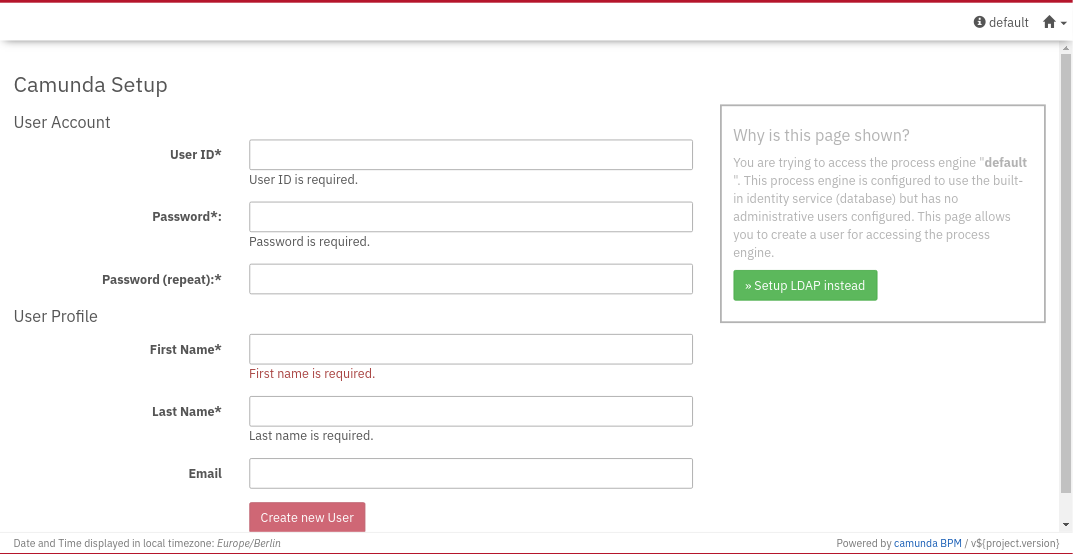 default
Camunda Setup
User Account
User ID*
User ID is required.
Password*:
Password is required.
Password (repeat):*
User Profile
First Name*
First name is required.
Last Name*
Last name is required.
Email
Create new User
Why is this page shown?
You are trying to access the process engine "default
". This process engine is configured to use the built-
in identity service (database) but has no
administrative users configured. This page allows
you to create a user for accessing the process
engine.
» Setup LDAP instead
Date and Time displayed in local timezone: Europe/Berlin
Powered by camunda BPM / v${project.version}